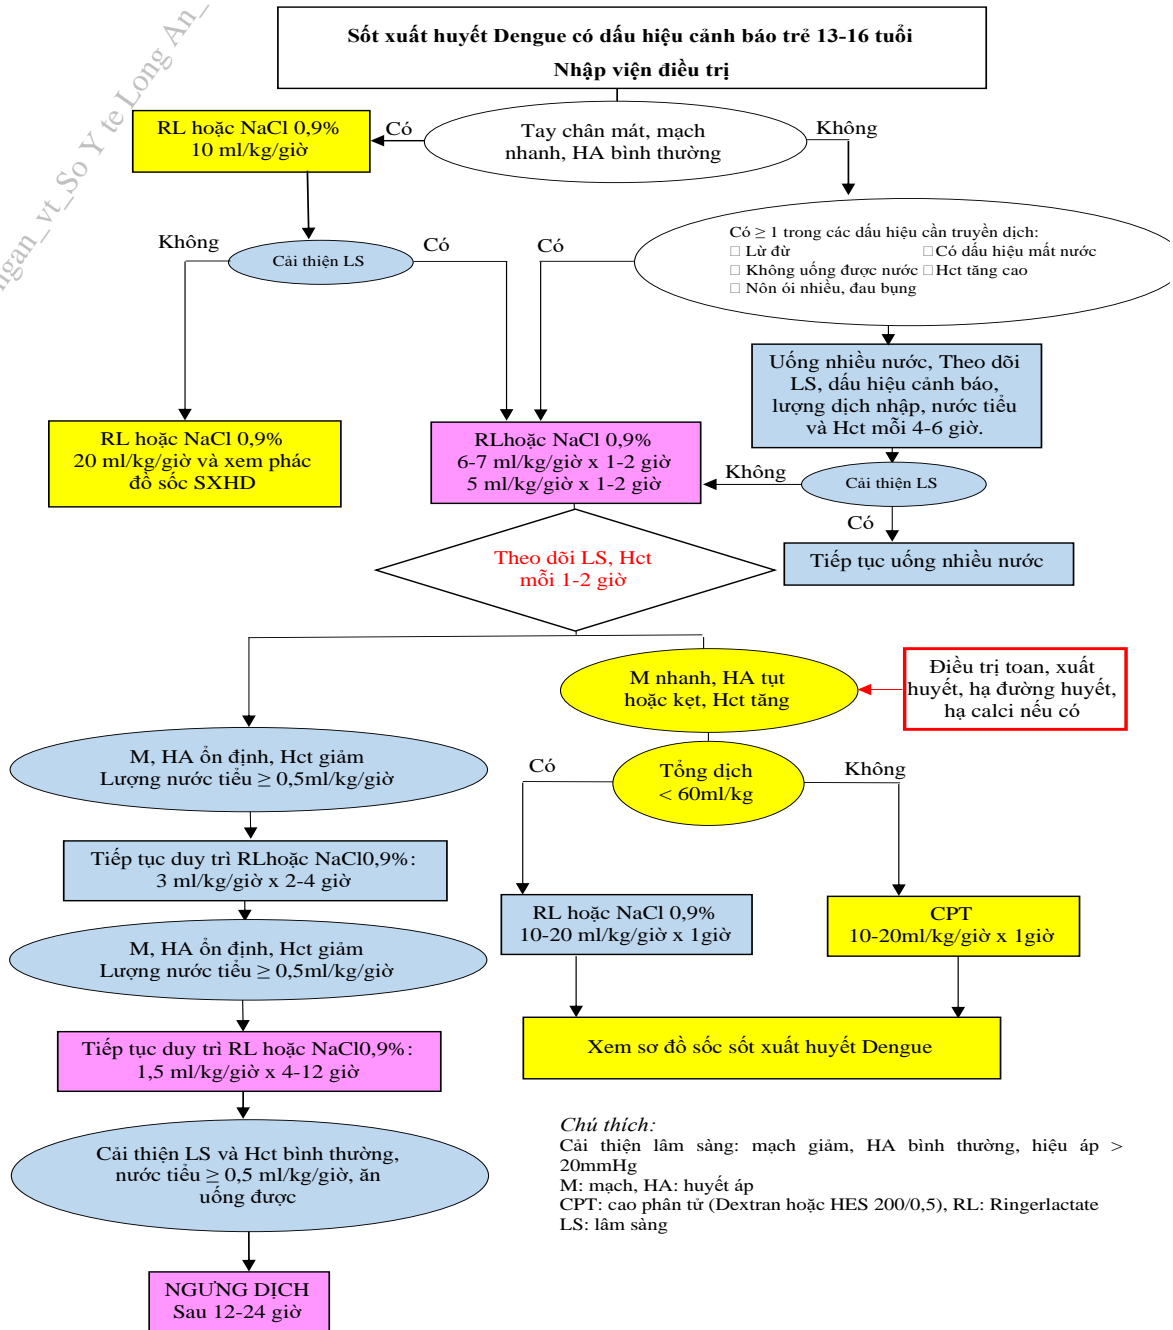 ngan_vt_So Y te Long An_
Sốt xuất huyết Dengue có dấu hiệu cảnh báo trẻ 13-16 tuổi
Nhập viện điều trị
RL hoặc NaCl 0,9%
10 ml/kg/giờ
Có
Tay chân mát, mạch
nhanh, HA bình thường
Không
Không
Cải thiện LS
Có
Có
Có ≥ 1 trong các dấu hiệu cần truyền dịch:
□ Lừ đừ
□ Có dấu hiệu mất nước
□ Không uống được nước
□ Hct tăng cao
□ Nôn ói nhiều, đau bụng
Uống nhiều nước, Theo dõi
LS, dấu hiệu cảnh báo,
lượng dịch nhập, nước tiểu
và Hct mỗi 4-6 giờ.
RL hoặc NaCl 0,9%
20 ml/kg/giờ và xem phác
đồ sốc SXHD
RLhoặc NaCl 0,9%
6-7 ml/kg/giờ x 1-2 giờ
5 ml/kg/giờ x 1-2 giờ
Không
Cải thiện LS
Có
Tiếp tục uống nhiều nước
Theo dõi LS, Hct
mỗi 1-2 giờ
M nhanh, HA tụt
hoặc kẹt, Hct tăng
Điều trị toan, xuất
huyết, hạ đường huyết,
hạ calci nếu có
M, HA ổn định, Hct giảm
Lượng nước tiểu ≥ 0,5ml/kg/giờ
Có
Tổng dịch
< 60ml/kg
Không
Tiếp tục duy trì RLhoặc NaCl0,9%:
3 ml/kg/giờ x 2-4 giờ
RL hoặc NaCl 0,9%
10-20 ml/kg/giờ x 1giờ
CPT
10-20ml/kg/giờ x 1giờ
M, HA ổn định, Hct giảm
Lượng nước tiểu ≥ 0,5ml/kg/giờ
Tiếp tục duy trì RL hoặc NaCl0,9%:
1,5 ml/kg/giờ x 4-12 giờ
Xem sơ đồ sốc sốt xuất huyết Dengue
Cải thiện LS và Hct bình thường,
nước tiểu ≥ 0,5 ml/kg/giờ, ăn
uống được
NGƯNG DỊCH
Sau 12-24 giờ
Chú thích:
Cải thiện lâm sàng: mạch giảm, HA bình thường, hiệu áp >
20mmHg
M: mạch, HA: huyết áp
CPT: cao phân tử (Dextran hoặc HES 200/0,5), RL: Ringerlactate
LS: lâm sàng